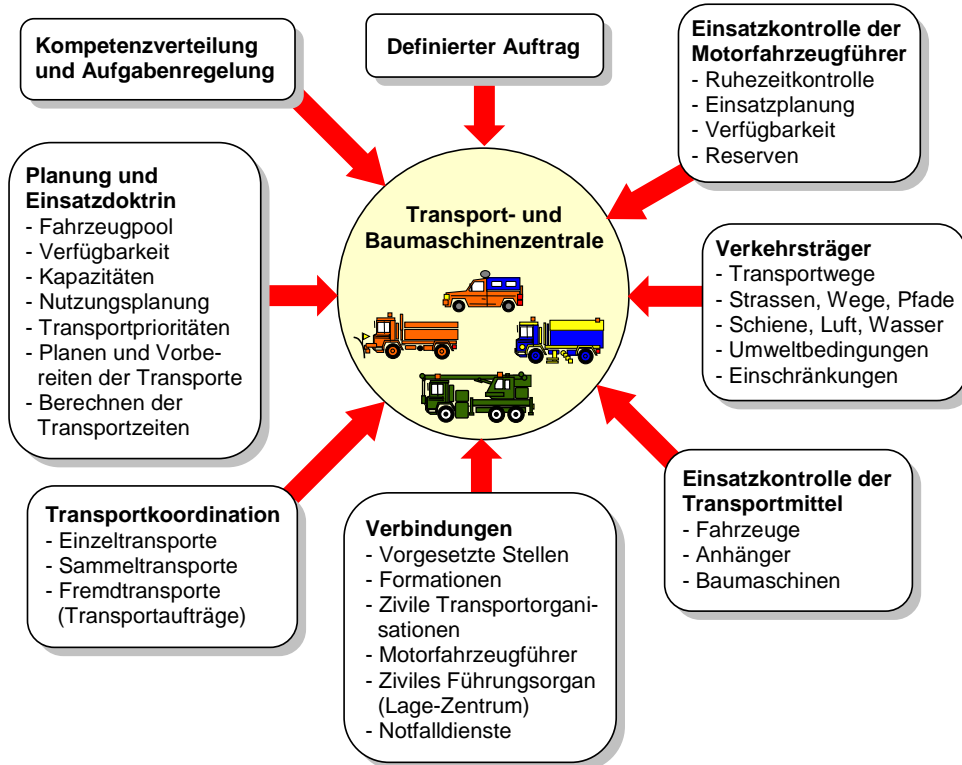 Kompetenzverteilung
und Aufgabenregelung
Definierter Auftrag
Einsatzkontrolle der
Motorfahrzeugführer
- Ruhezeitkontrolle
- Einsatzplanung
- Verfügbarkeit
- Reserven
Planung und
Einsatzdoktrin
- Fahrzeugpool
- Verfügbarkeit
- Kapazitäten
- Nutzungsplanung
- Transportprioritäten
- Planen und Vorbe-
reiten der Transporte
- Berechnen der
Transportzeiten
Transport- und
Baumaschinenzentrale
Verkehrsträger
- Transportwege
- Strassen, Wege, Pfade
- Schiene, Luft, Wasser
- Umweltbedingungen
- Einschränkungen
Transportkoordination
- Einzeltransporte
- Sammeltransporte
- Fremdtransporte
(Transportaufträge)
Verbindungen
- Vorgesetzte Stellen
- Formationen
- Zivile Transportorgani-
sationen
- Motorfahrzeugführer
- Ziviles Führungsorgan
(Lage-Zentrum)
- Notfalldienste
Einsatzkontrolle der
Transportmittel
- Fahrzeuge
- Anhänger
- Baumaschinen